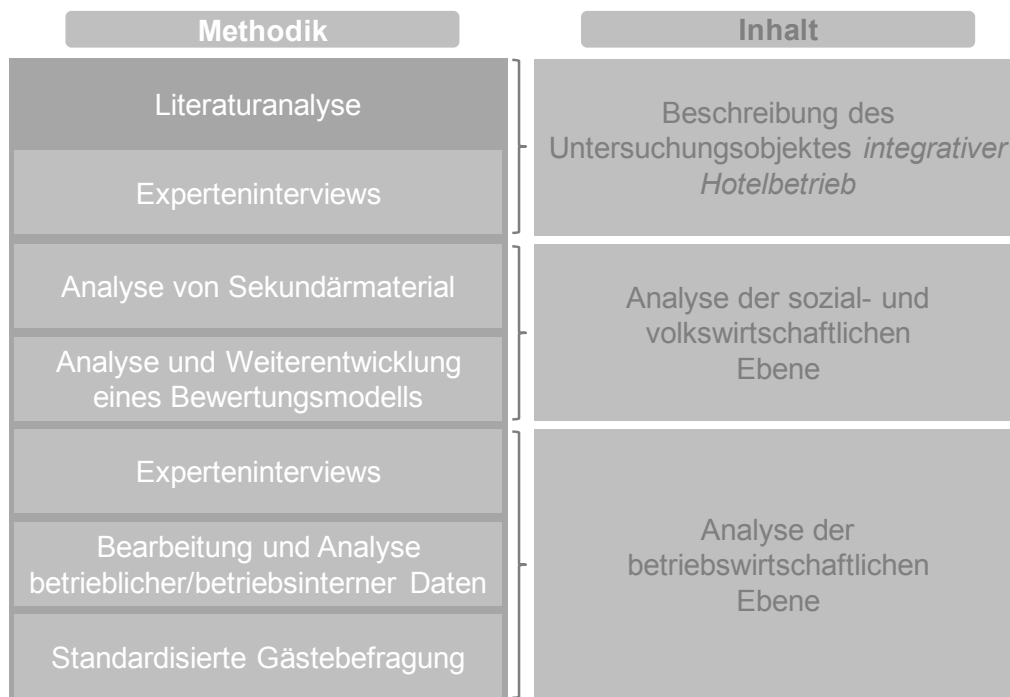 Methodik
Inhalt
Literaturanalyse
Experteninterviews
Beschreibung des
Untersuchungsobjektes integrativer
Hotelbetrieb
Analyse von Sekundärmaterial
Analyse und Weiterentwicklung
eines Bewertungsmodells
Analyse der sozial- und
volkswirtschaftlichen
Ebene
Experteninterviews
Bearbeitung und Analyse
betrieblicher/betriebsinterner Daten
Standardisierte Gästebefragung
Analyse der
betriebswirtschaftlichen
Ebene